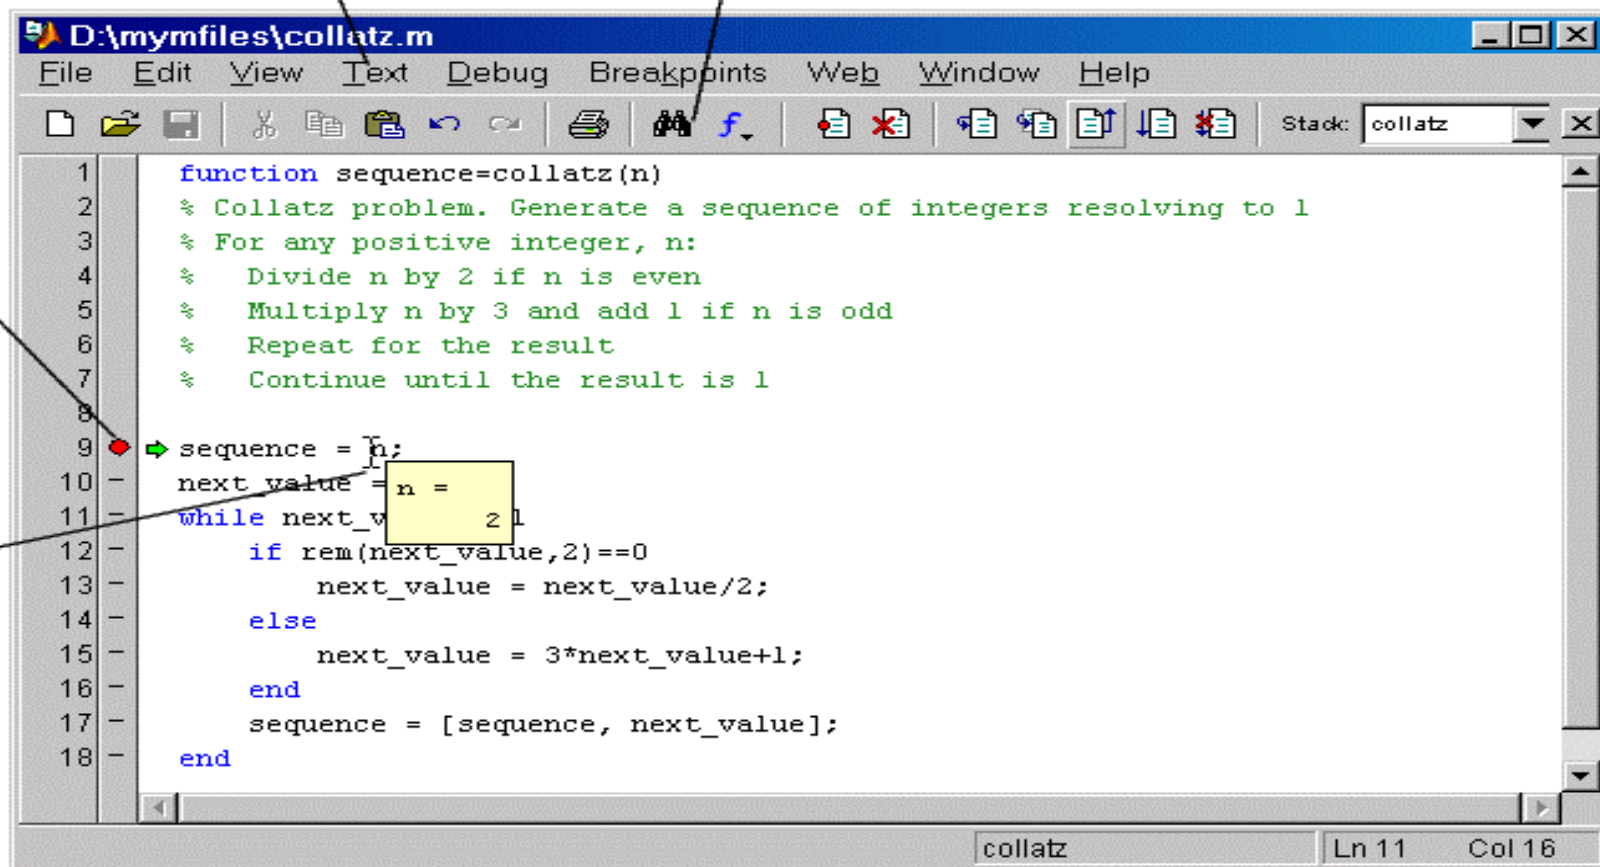 D:\mymfiles\collatz.m
File Edit View Text Debug Breakpoints Web Window Help
Stack: collatz
1 function sequence=collatz(n)
2 % Collatz problem. Generate a sequence of integers resolving to 1
3 % For any positive integer, n:
4 %   Divide n by 2 if n is even
5 %   Multiply n by 3 and add 1 if n is odd
6 %   Repeat for the result
7 %   Continue until the result is 1
8
9 sequence = n;
10 – next_value =
n =
11 – while next_v 1
2
12 – if rem(next_value,2)==0
13 – next_value = next_value/2;
14 – else
15 – next_value = 3*next_value+1;
16 – end
17 – sequence = [sequence, next_value];
18 – end
collatz Ln 11 Col 16